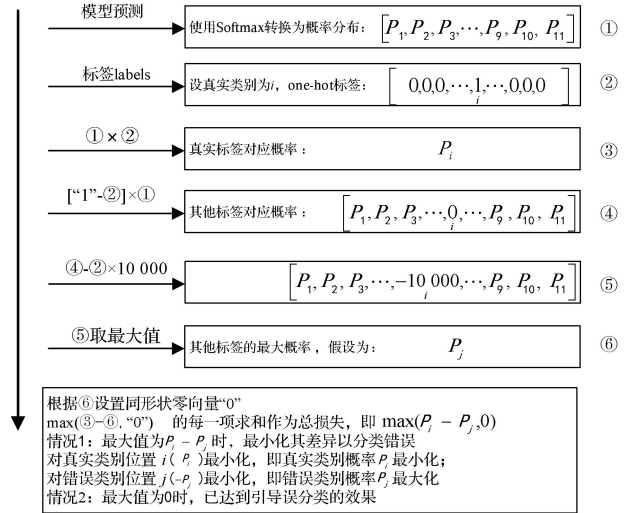 模型预测 使用Softmax转换为概率分布： [P1, P2, P3,⋯, P9, P10, P11] ①
标签labels 设真实类别为i，one-hot标签： [0,0,0,⋯,1,⋯,0,0,0] ②
i
①×② 真实标签对应概率： Pi ③
[“1”-②]×① 其他标签对应概率： [P1, P2, P3,⋯,0,⋯, P9, P10, P11] ④
i
④-②×10 000 [P1, P2, P3,⋯,−10 000,⋯, P9, P10, P11] ⑤
i
⑤取最大值 其他标签的最大概率，假设为： Pj ⑥
根据⑥设置同形状零向量“0”
max(③-⑥, “0”) 的每一项求和作为总损失，即 max(Pi − Pj,0)
情况1：最大值为Pi − Pj时，最小化其差异以分类错误
对真实类别位置 i( Pi )最小化，即真实类别概率Pi 最小化；
对错误类别位置 j(-Pj )最小化，即错误类别概率Pj 最大化
情况2：最大值为0时，已达到引导误分类的效果